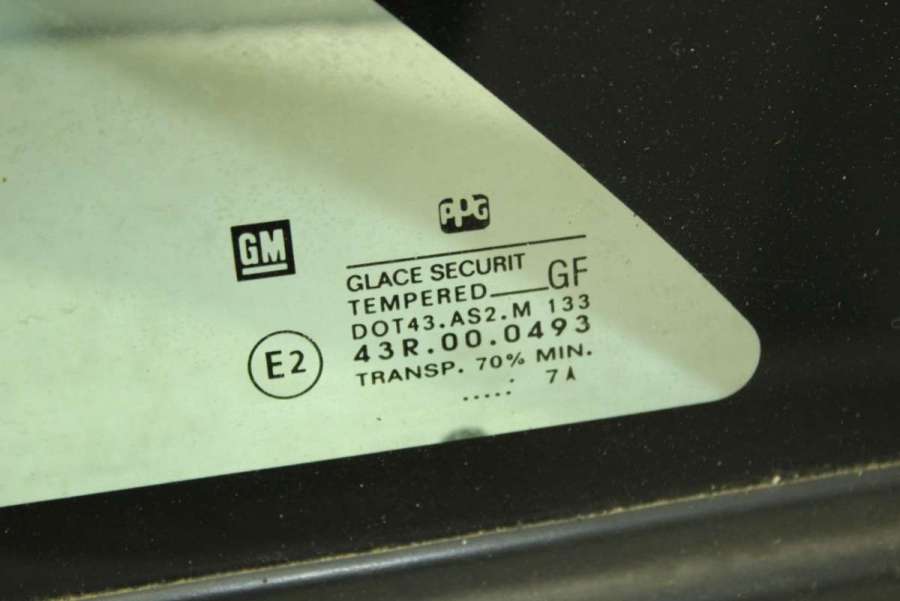 PPG
GM
GLACE SECURIT
TEMPERED GF
DOT43.AS2.M 133
43R.00.0493
E2
TRANSP. 70% MIN.
.....: 7